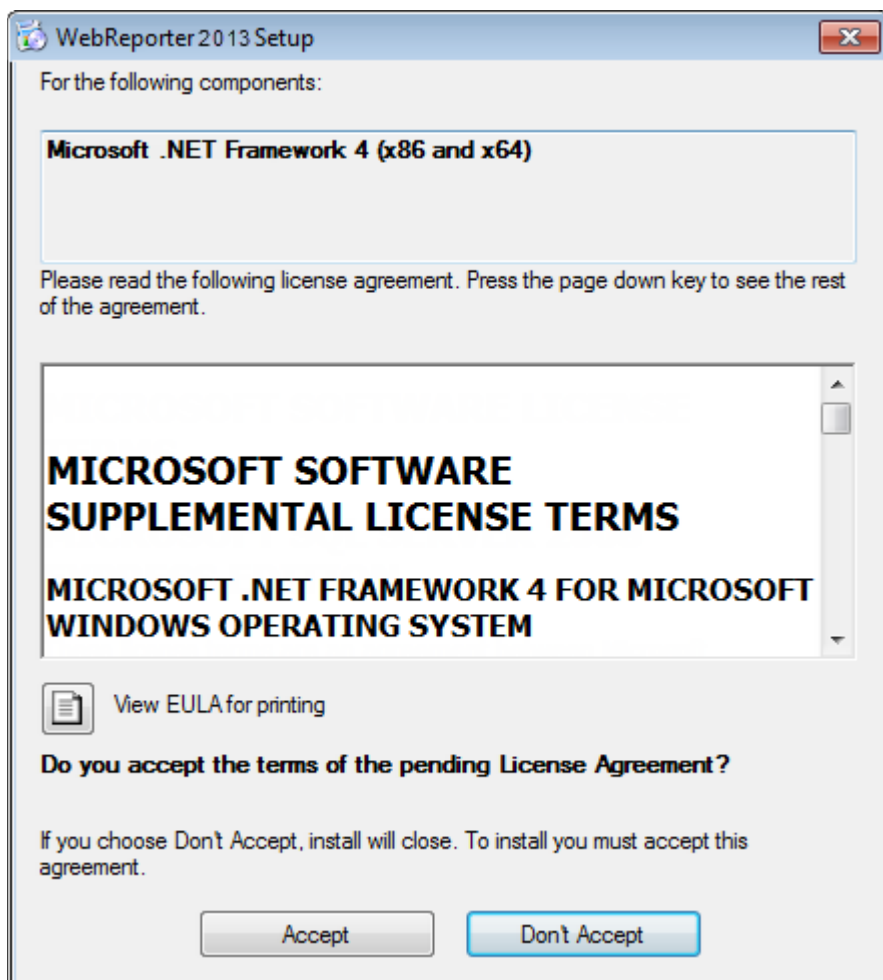 WebReporter 2013 Setup
For the following components:
Microsoft .NET Framework 4 (x86 and x64)
Please read the following license agreement. Press the page down key to see the rest
of the agreement.
MICROSOFT SOFTWARE
SUPPLEMENTAL LICENSE TERMS
MICROSOFT .NET FRAMEWORK 4 FOR MICROSOFT
WINDOWS OPERATING SYSTEM
View EULA for printing
Do you accept the terms of the pending License Agreement?
If you choose Don't Accept, install will close. To install you must accept this
agreement.
Accept Don't Accept